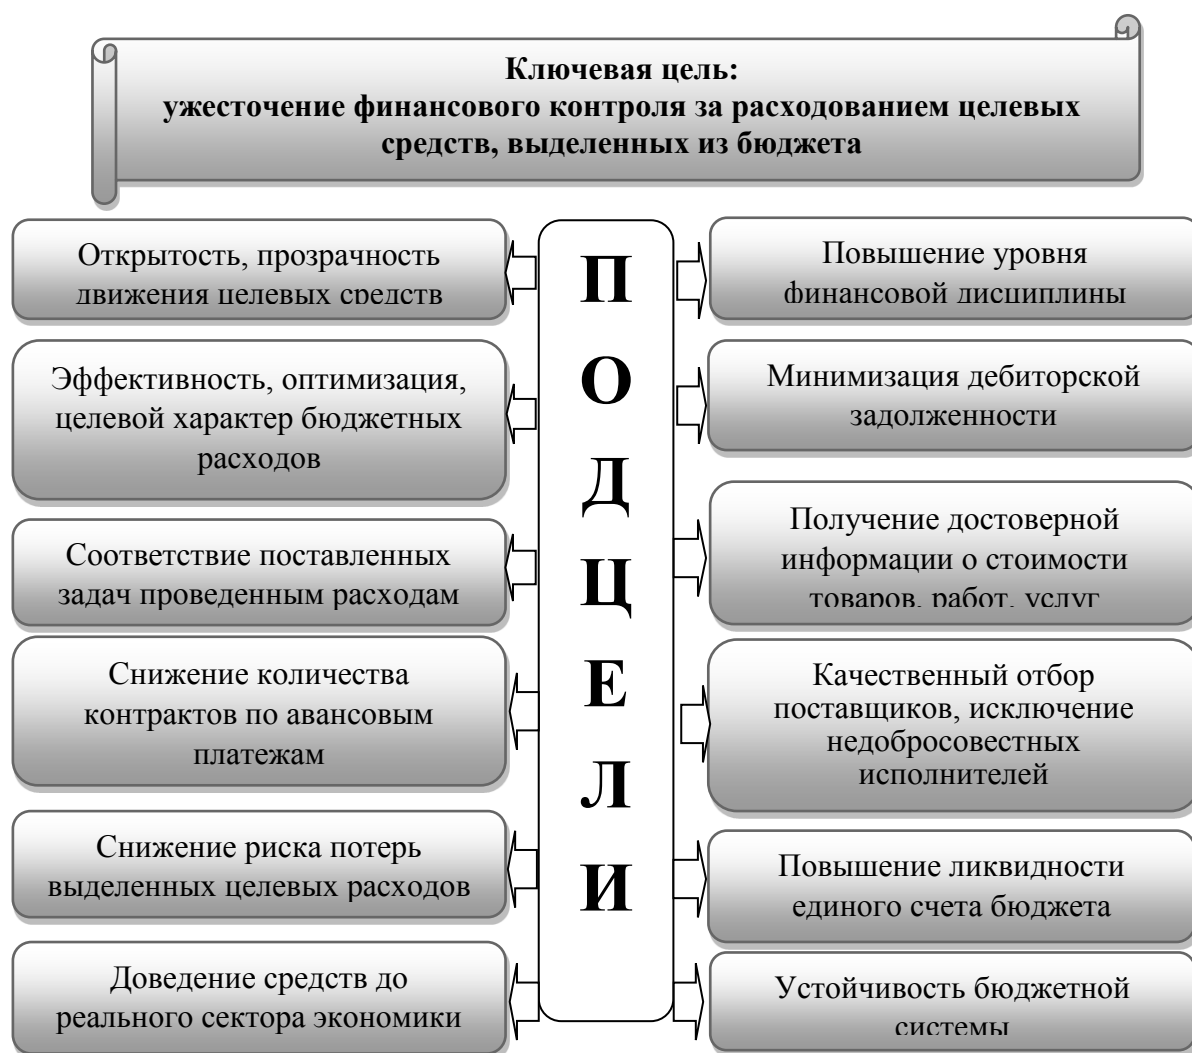 Ключевая цель:
ужесточение финансового контроля за расходованием целевых
средств, выделенных из бюджета
Открытость, прозрачность
движения целевых средств
Эффективность, оптимизация,
целевой характер бюджетных
расходов
Соответствие поставленных
задач проведенным расходам
Снижение количества
контрактов по авансовым
платежам
Снижение риска потерь
выделенных целевых расходов
Доведение средств до
реального сектора экономики
П
О
Д
Ц
Е
Л
И
Повышение уровня
финансовой дисциплины
Минимизация дебиторской
задолженности
Получение достоверной
информации о стоимости
товаров, работ, услуг
Качественный отбор
поставщиков, исключение
недобросовестных
исполнителей
Повышение ликвидности
единого счета бюджета
Устойчивость бюджетной
системы